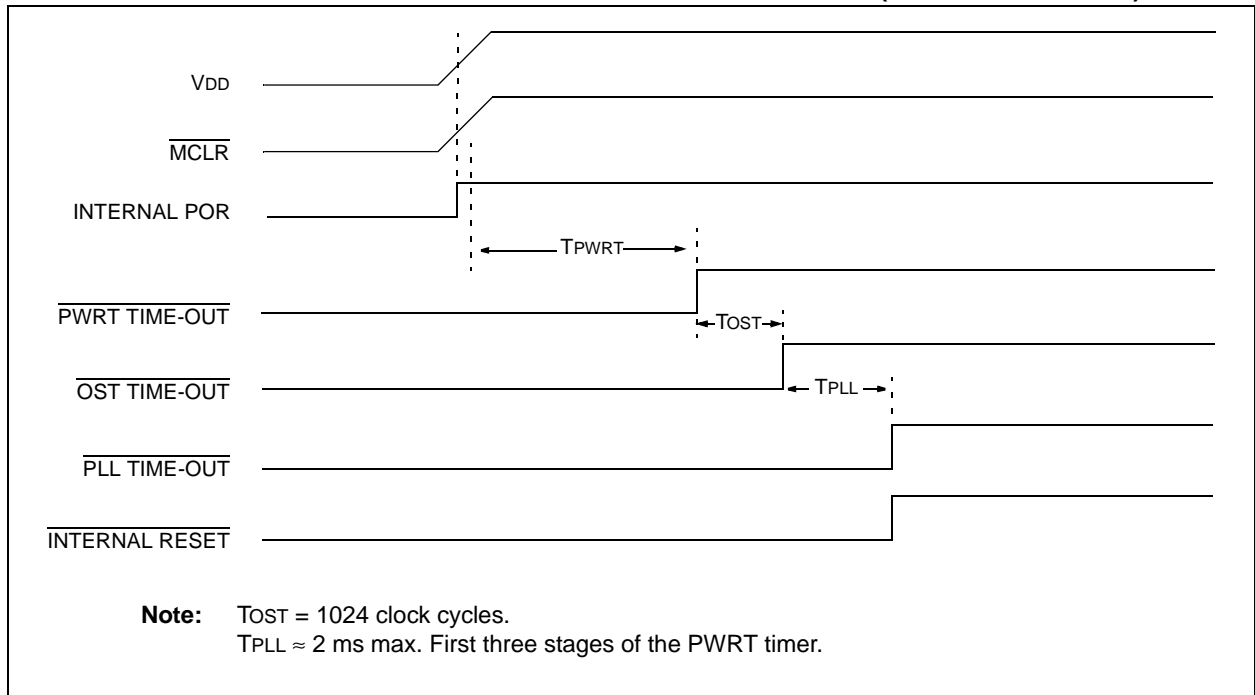 VDD
MCLR
INTERNAL POR
TPWRT
PWRT TIME-OUT
TOST
OST TIME-OUT
TPLL
PLL TIME-OUT
INTERNAL RESET
Note: TOST = 1024 clock cycles.
TPLL ≈ 2 ms max. First three stages of the PWRT timer.